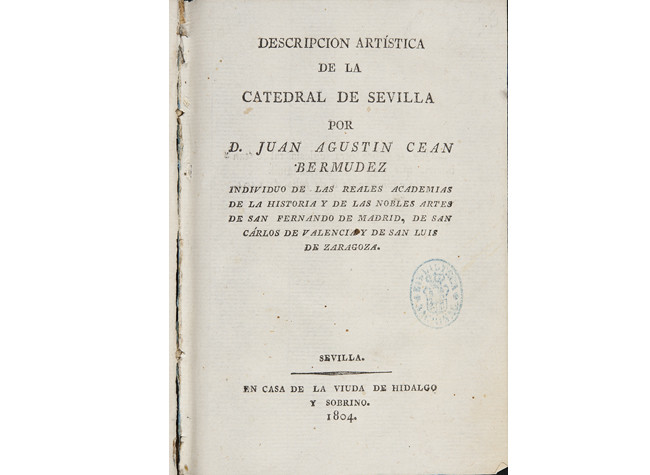 DESCRIPCION ARTÍSTICA
DE LA
CATEDRAL DE SEVILLA
POR
D. JUAN AGUSTIN CEAN
BERMUDEZ
INDIVIDUO DE LAS REALES ACADEMIAS
DE LA HISTORIA Y DE LAS NOBLES ARTES
DE SAN FERNANDO DE MADRID, DE SAN
CÁRLOS DE VALENCIA Y DE SAN LUIS
DE ZARAGOZA.
SEVILLA.
EN CASA DE LA VIUDA DE HIDALGO
Y SOBRINO.
1804.